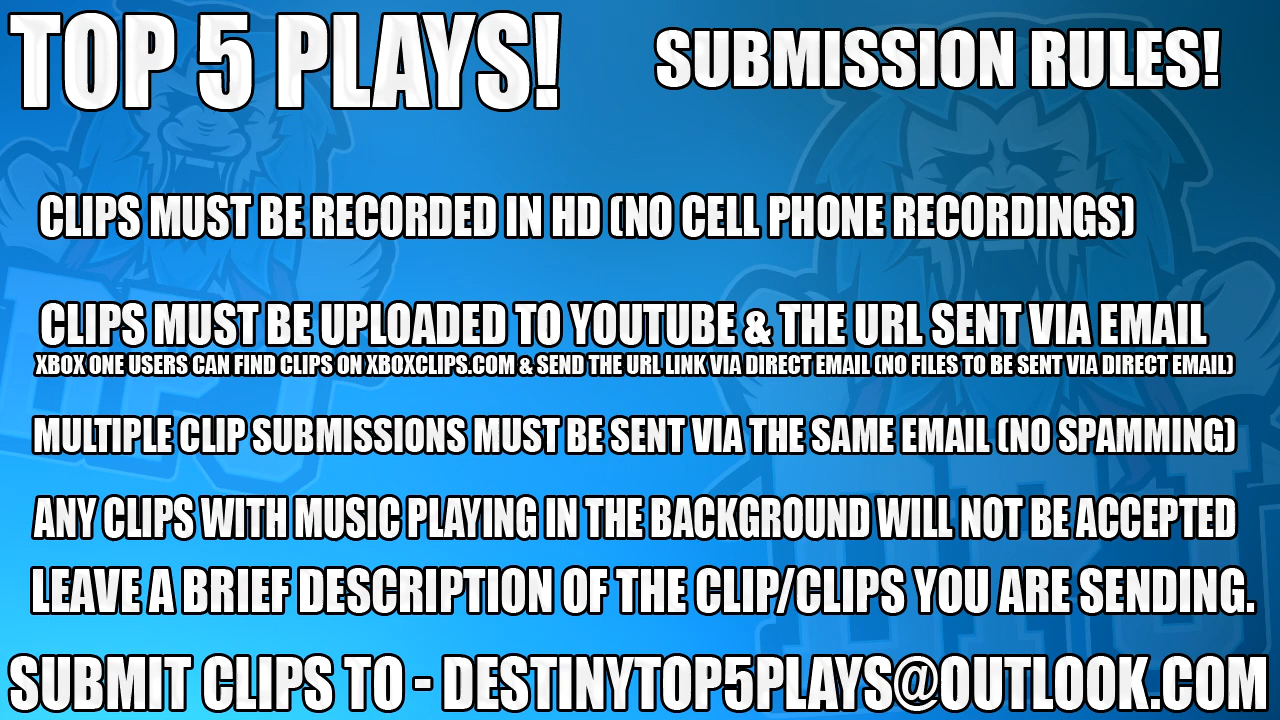 TOP 5 PLAYS!
SUBMISSION RULES!
CLIPS MUST BE RECORDED IN HD (NO CELL PHONE RECORDINGS)
CLIPS MUST BE UPLOADED TO YOUTUBE & THE URL SENT VIA EMAIL
XBOX ONE USERS CAN FIND CLIPS ON XBOXCLIPS.COM & SEND THE URL LINK VIA DIRECT EMAIL (NO FILES TO BE SENT VIA DIRECT EMAIL)
MULTIPLE CLIP SUBMISSIONS MUST BE SENT VIA THE SAME EMAIL (NO SPAMMING)
ANY CLIPS WITH MUSIC PLAYING IN THE BACKGROUND WILL NOT BE ACCEPTED
LEAVE A BRIEF DESCRIPTION OF THE CLIP/CLIPS YOU ARE SENDING.
SUBMIT CLIPS TO - DESTINYTOP5PLAYS@OUTLOOK.COM